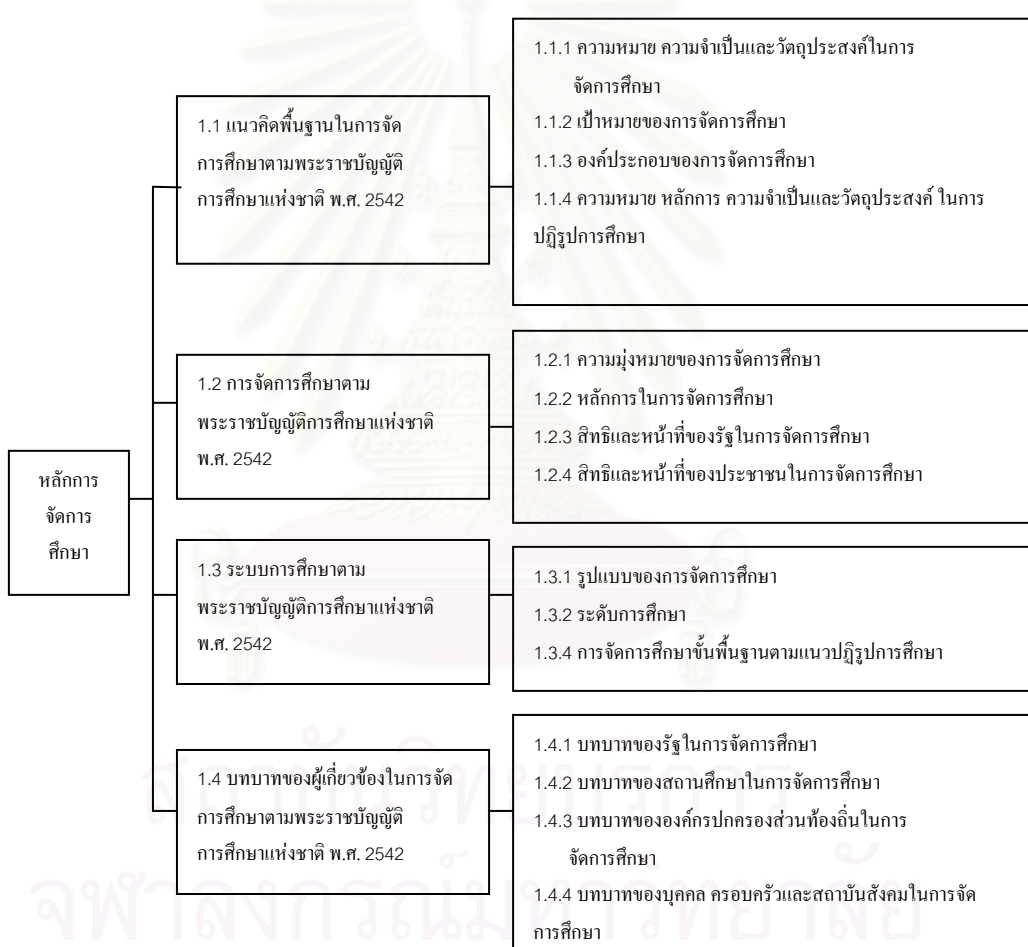 หลักการ
จัดการ
ศึกษา
1.1 แนวคิดพื้นฐานในการจัด
การศึกษาตามพระราชบัญญัติ
การศึกษาแห่งชาติ พ.ศ. 2542
1.1.1 ความหมาย ความจำเป็นและวัตถุประสงค์ในการ
จัดการศึกษา
1.1.2 เป้าหมายของการจัดการศึกษา
1.1.3 องค์ประกอบของการจัดการศึกษา
1.1.4 ความหมาย หลักการ ความจำเป็นและวัตถุประสงค์ ในการ
ปฏิรูปการศึกษา
1.2 การจัดการศึกษาตาม
พระราชบัญญัติการศึกษาแห่งชาติ
พ.ศ. 2542
1.2.1 ความมุ่งหมายของการจัดการศึกษา
1.2.2 หลักการในการจัดการศึกษา
1.2.3 สิทธิและหน้าที่ของรัฐในการจัดการศึกษา
1.2.4 สิทธิและหน้าที่ของประชาชนในการจัดการศึกษา
1.3 ระบบการศึกษาตาม
พระราชบัญญัติการศึกษาแห่งชาติ
พ.ศ. 2542
1.3.1 รูปแบบของการจัดการศึกษา
1.3.2 ระดับการศึกษา
1.3.4 การจัดการศึกษาขั้นพื้นฐานตามแนวปฏิรูปการศึกษา
1.4 บทบาทของผู้เกี่ยวข้องในการจัด
การศึกษาตามพระราชบัญญัติ
การศึกษาแห่งชาติ พ.ศ. 2542
1.4.1 บทบาทของรัฐในการจัดการศึกษา
1.4.2 บทบาทของสถานศึกษาในการจัดการศึกษา
1.4.3 บทบาทขององค์กรปกครองส่วนท้องถิ่นในการ
จัดการศึกษา
1.4.4 บทบาทของบุคคล ครอบครัวและสถาบันสังคมในการจัด
การศึกษา
สถาบันวิทยบริการ
จุฬาลงกรณ์มหาวิทยาลัย